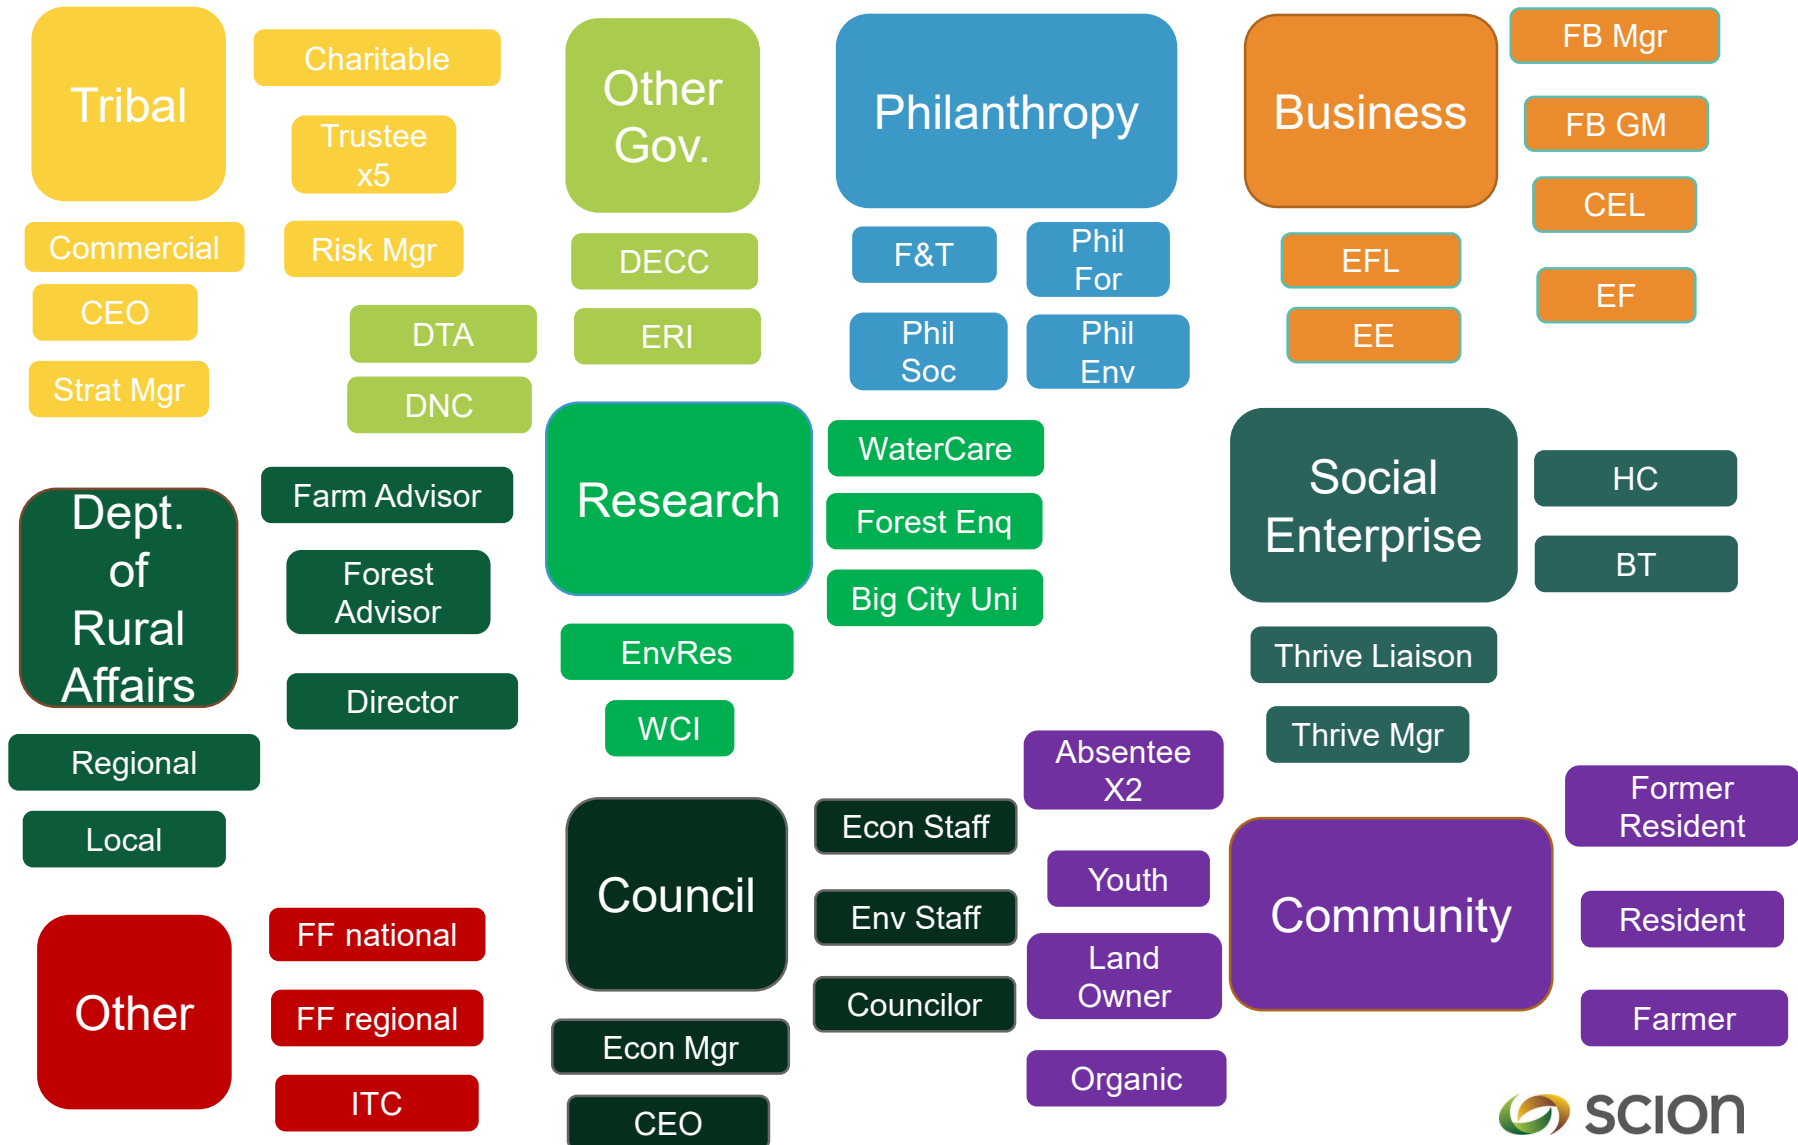 Tribal
Charitable
Trustee
x5
Commercial
Risk Mgr
CEO
Strat Mgr
Other
Gov.
DECC
ERI
DTA
DNC
Philanthropy
F&T
Phil
For
Phil
Soc
Phil
Env
Business
FB Mgr
FB GM
CEL
EF
EFL
EE
Dept.
of
Rural
Affairs
Farm Advisor
Forest
Advisor
Director
Regional
Local
Research
WaterCare
Forest Enq
Big City Uni
EnvRes
WCI
Social
Enterprise
HC
BT
Thrive Liaison
Thrive Mgr
Other
FF national
FF regional
ITC
Council
Econ Staff
Env Staff
Councilor
Econ Mgr
CEO
Community
Absentee
X2
Youth
Land
Owner
Organic
Former
Resident
Resident
Farmer
SCION